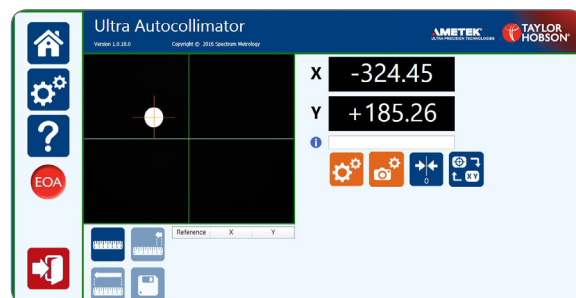 Ultra Autocollimator
Version 1.0.18.0 Copyright © 2016 Spectrum Metrology
AMETEK®
ULTRA PRECISION TECHNOLOGIES
TAYLOR
HOBSON®
X -324.45
Y +185.26
i
0
X Y
EOA
Reference X Y